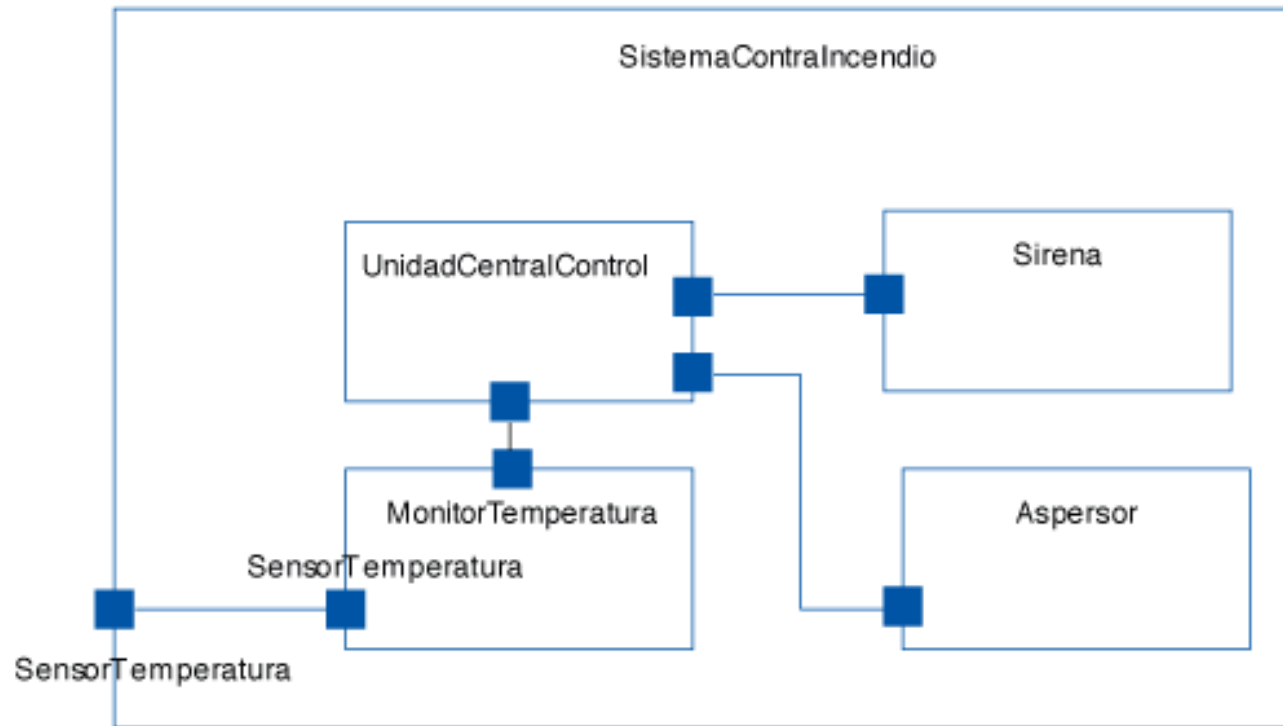 SistemaContraIncendio
UnidadCentralControl
Sirena
MonitorTemperatura
Aspersor
SensorTemperatura
SensorTemperatura